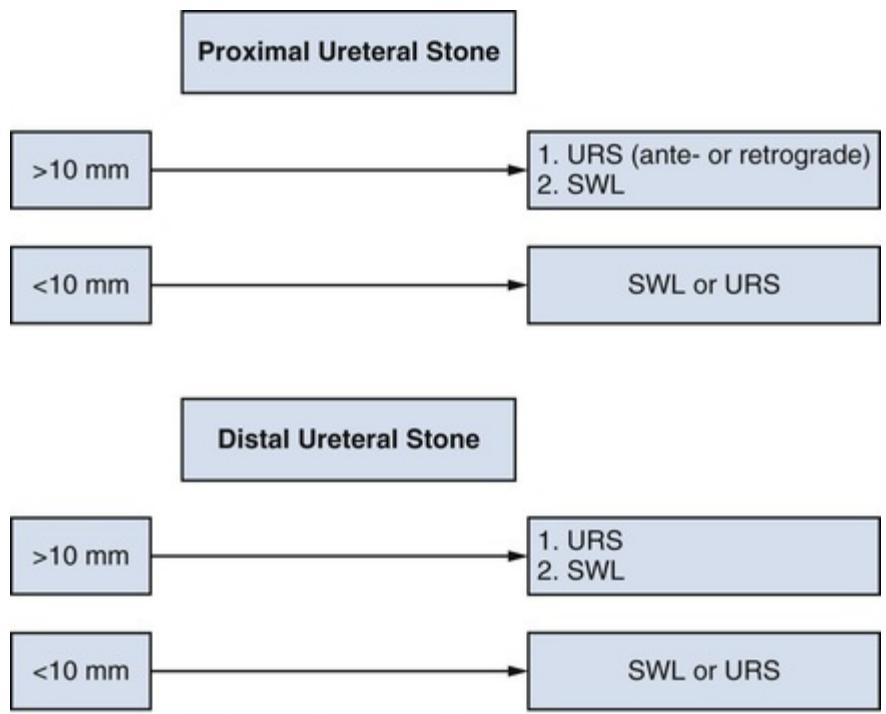 Proximal Ureteral Stone
>10 mm
1. URS (ante- or retrograde)
2. SWL
<10 mm
SWL or URS
Distal Ureteral Stone
>10 mm
1. URS
2. SWL
<10 mm
SWL or URS